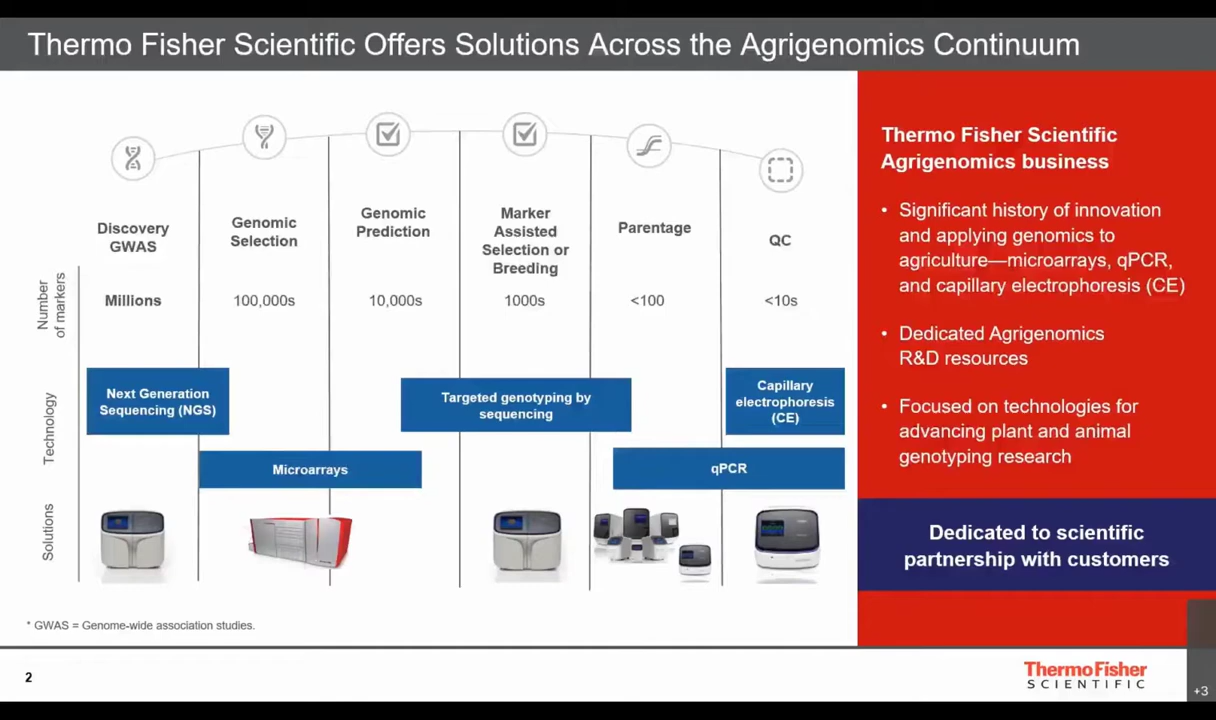 Thermo Fisher Scientific Offers Solutions Across the Agrigenomics Continuum
Discovery
GWAS
Genomic
Selection
Genomic
Prediction
Marker
Assisted
Selection or
Breeding
Parentage
QC
Number
of markers
Millions
100,000s
10,000s
1000s
<100
<10s
Technology
Next Generation
Sequencing (NGS)
Targeted genotyping by
sequencing
Capillary
electrophoresis
(CE)
Microarrays
qPCR
Solutions
* GWAS = Genome-wide association studies.
Thermo Fisher Scientific
Agrigenomics business
• Significant history of innovation
and applying genomics to
agriculture—microarrays, qPCR,
and capillary electrophoresis (CE)
• Dedicated Agrigenomics
R&D resources
• Focused on technologies for
advancing plant and animal
genotyping research
Dedicated to scientific
partnership with customers
2
ThermoFisher
SCIENTIFIC
+3